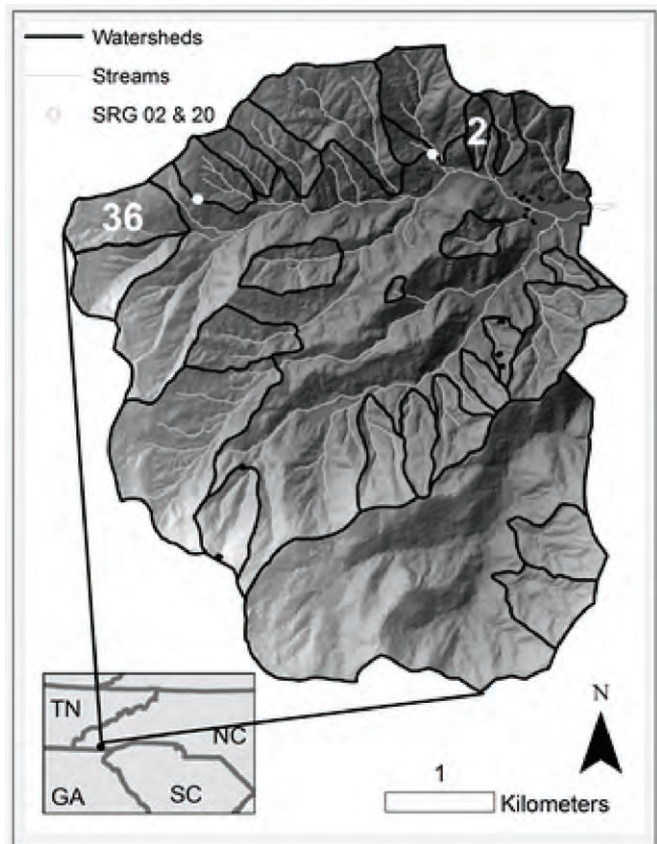 Watersheds
Streams
SRG 02 & 20
2
36
TN
NC
GA
SC
N
1
Kilometers